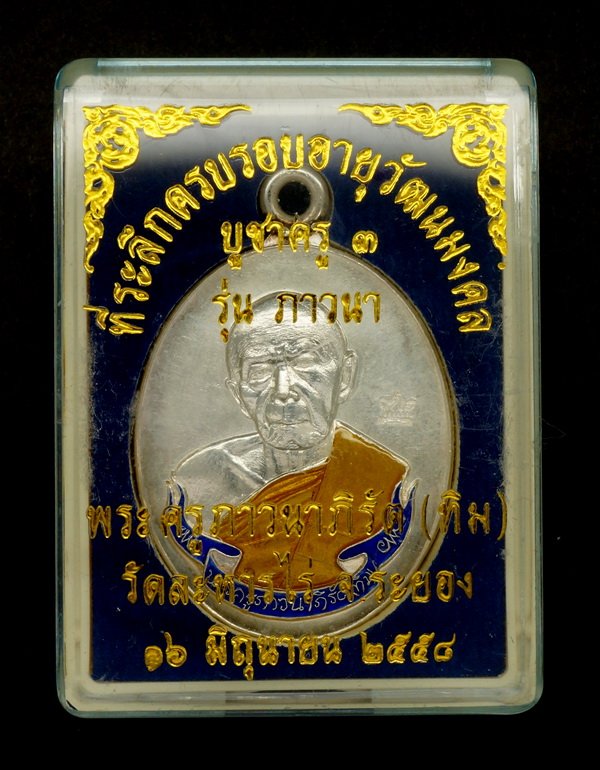 ที่ระลึกครบรอบอายุวัฒนมงคล
บูชาครู ๓
รุ่น ภาวนา
พระครูภาวนาภิรัต (ทิม)
วัดละหารไร่ จ.ระยอง
๑๖ มิถุนายน ๒๕๕๘